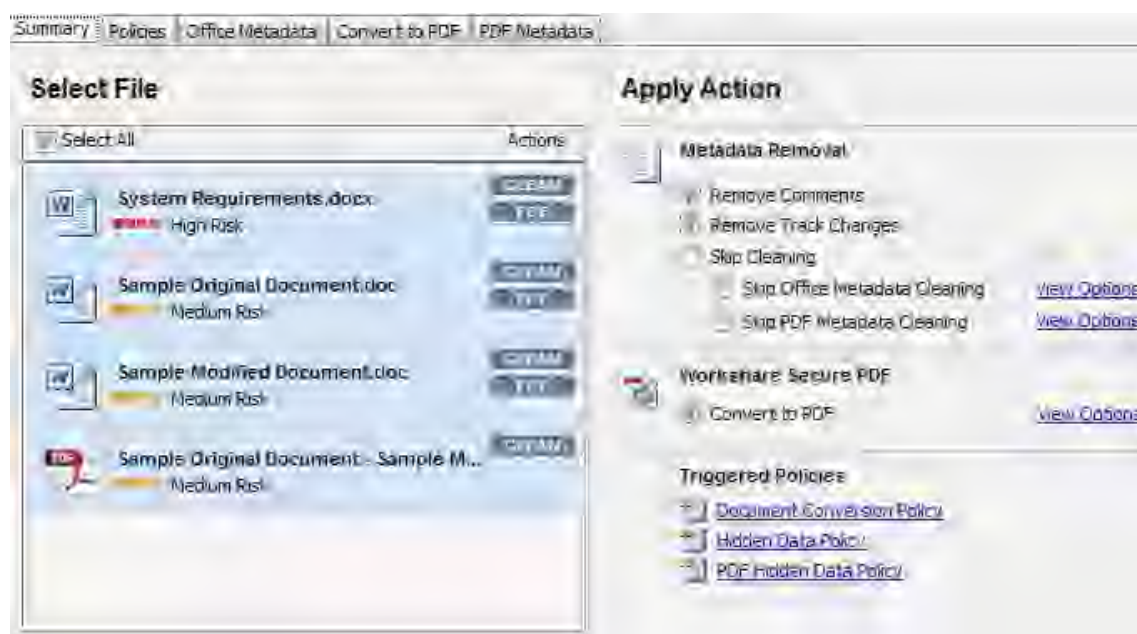 Summary Policies Office Metadata Convert to PDF PDF Metadata
Select File
Select All Actions
System Requirements.docx CLEAN
High Risk PDF
Sample Original Document.doc CLEAN
Medium Risk PDF
Sample Modified Document.doc CLEAN
Medium Risk PDF
PDF Sample Original Document - Sample M... CLEAN
Medium Risk
Apply Action
Metadata Removal
Remove Comments
Remove Track Changes
Skip Cleaning
Skip Office Metadata Cleaning View Options
Skip PDF Metadata Cleaning View Options
Workshare Secure PDF
Convert to PDF View Options
Triggered Policies
Document Conversion Policy
Hidden Data Policy
PDF Hidden Data Policy